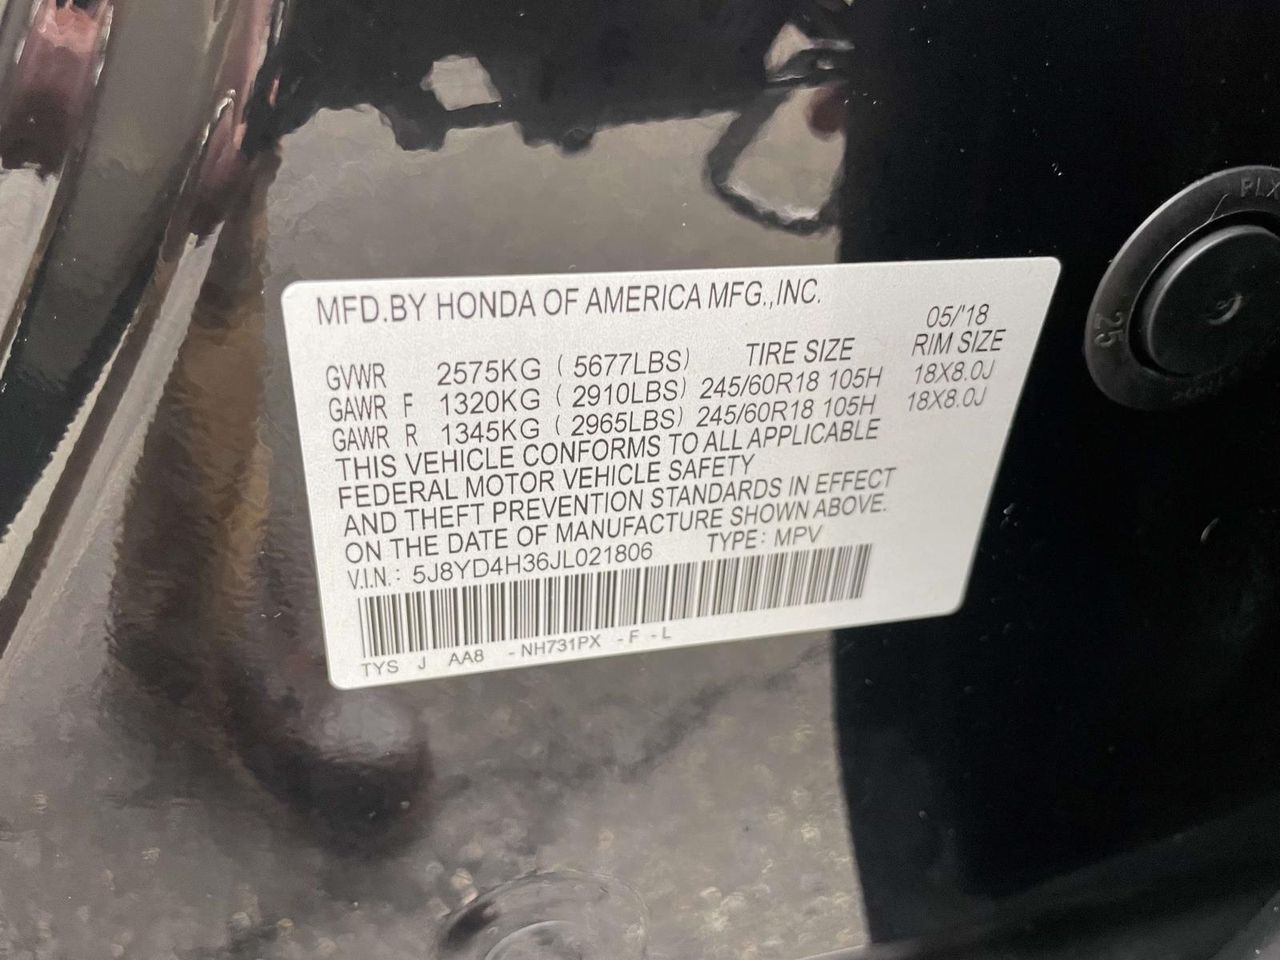 MFD.BY HONDA OF AMERICA MFG.,INC.
05/'18
GVWR 2575KG ( 5677LBS) TIRE SIZE RIM SIZE
GAWR F 1320KG ( 2910LBS) 245/60R18 105H 18X8.0J
GAWR R 1345KG ( 2965LBS) 245/60R18 105H 18X8.0J
THIS VEHICLE CONFORMS TO ALL APPLICABLE
FEDERAL MOTOR VEHICLE SAFETY
AND THEFT PREVENTION STANDARDS IN EFFECT
ON THE DATE OF MANUFACTURE SHOWN ABOVE.
V.I.N.: 5J8YD4H36JL021806 TYPE: MPV
TYS J AA8 -NH731PX -F -L
25